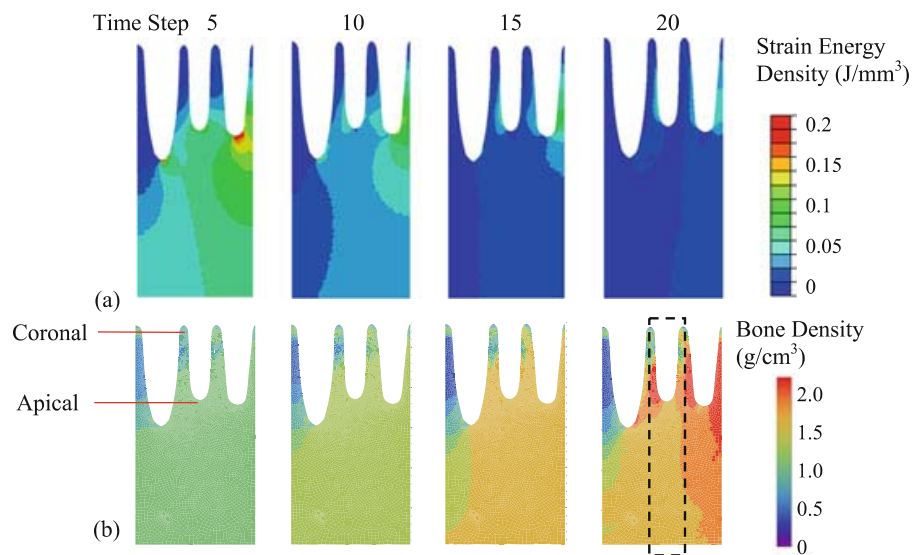 Time Step 5 10 15 20
Strain Energy
Density (J/mm³)
0.2
0.15
0.1
0.05
0
(a)
Coronal
Apical
Bone Density
(g/cm³)
2.0
1.5
1.0
0.5
0
(b)